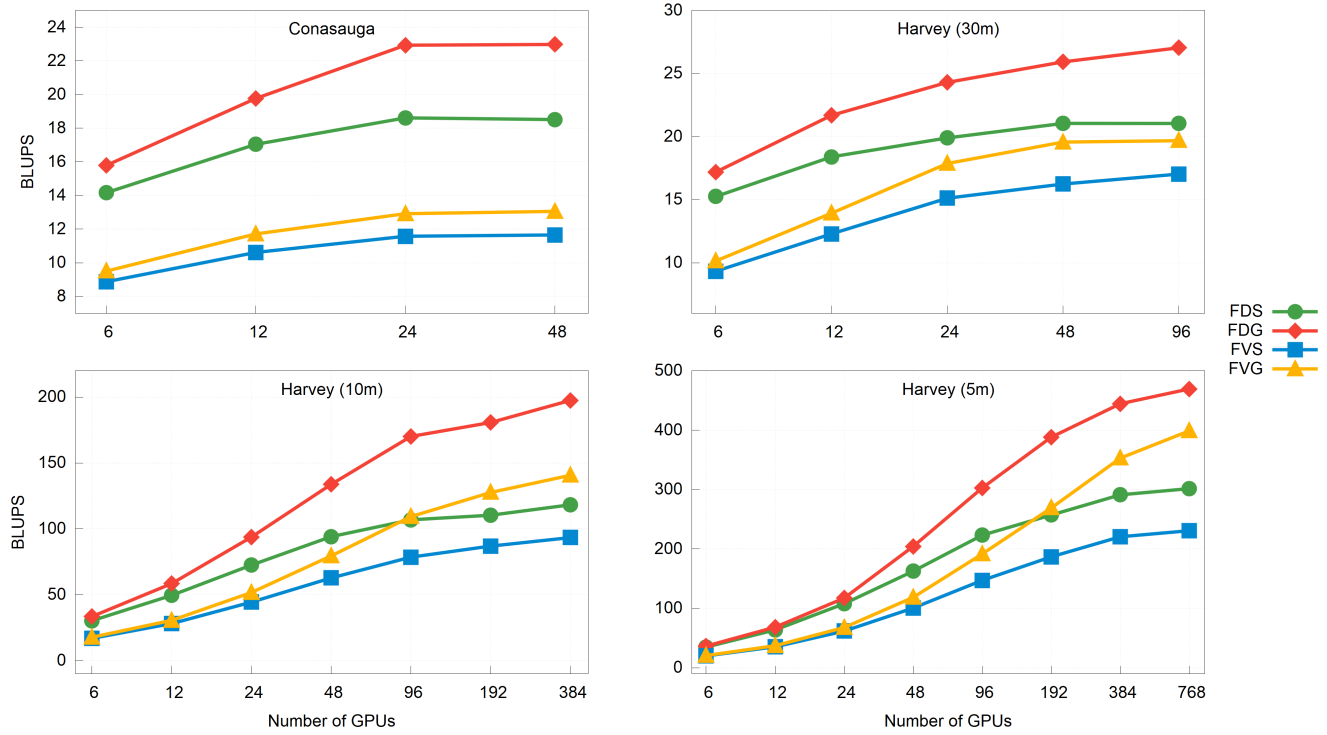 Conasauga
24
22
20
18
16
14
12
10
8
BLUPS
6 12 24 48
Harvey (30m)
30
25
20
15
10
6 12 24 48 96
FDS
FDG
FVS
FVG
Harvey (10m)
200
150
100
50
0
BLUPS
6 12 24 48 96 192 384
Number of GPUs
Harvey (5m)
500
400
300
200
100
0
6 12 24 48 96 192 384 768
Number of GPUs